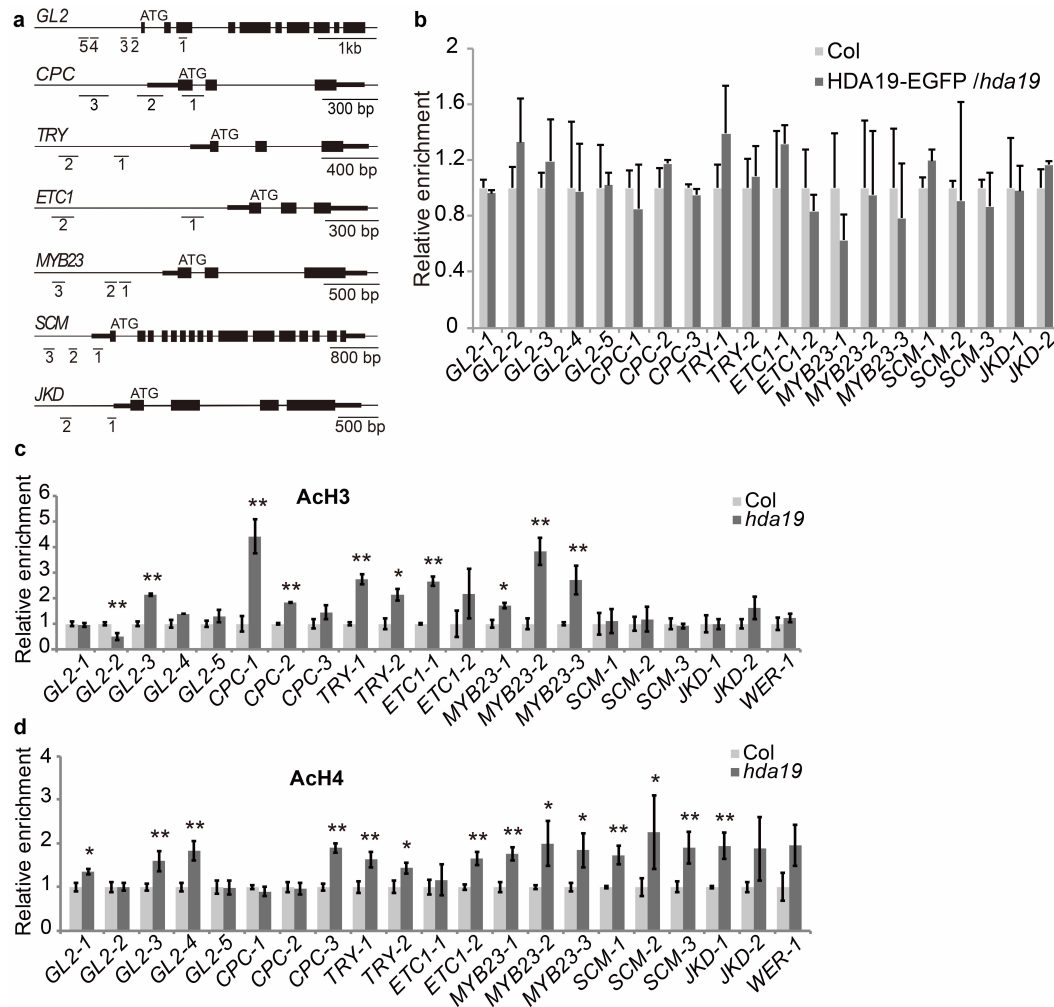 a
GL2 ATG
5 4 3 2 1 1kb
CPC ATG
3 2 1 300 bp
TRY ATG
2 1 400 bp
ETC1 ATG
2 1 300 bp
MYB23 ATG
3 2 1 500 bp
SCM ATG
3 2 1 800 bp
JKD ATG
2 1 500 bp
b
Relative enrichment
2
1.6
1.2
0.8
0.4
0
Col
HDA19-EGFP /hda19
GL2-1 GL2-2 GL2-3 GL2-4 GL2-5 CPC-1 CPC-2 CPC-3 TRY-1 TRY-2 ETC1-1 ETC1-2 MYB23-1 MYB23-2 MYB23-3 SCM-1 SCM-2 SCM-3 JKD-1 JKD-2
c
AcH3
Relative enrichment
6
5
4
3
2
1
0
Col
hda19
** ** ** ** ** * ** * ** **
GL2-1 GL2-2 GL2-3 GL2-4 GL2-5 CPC-1 CPC-2 CPC-3 TRY-1 TRY-2 ETC1-1 ETC1-2 MYB23-1 MYB23-2 MYB23-3 SCM-1 SCM-2 SCM-3 JKD-1 JKD-2 WER-1
d
AcH4
Relative enrichment
4
3
2
1
0
Col
hda19
* ** ** ** ** * ** ** * * ** * ** **
GL2-1 GL2-2 GL2-3 GL2-4 GL2-5 CPC-1 CPC-2 CPC-3 TRY-1 TRY-2 ETC1-1 ETC1-2 MYB23-1 MYB23-2 MYB23-3 SCM-1 SCM-2 SCM-3 JKD-1 JKD-2 WER-1